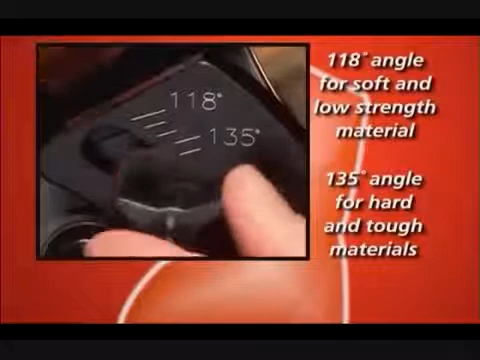 118°
135°
118° angle
for soft and
low strength
material
135° angle
for hard
and tough
materials